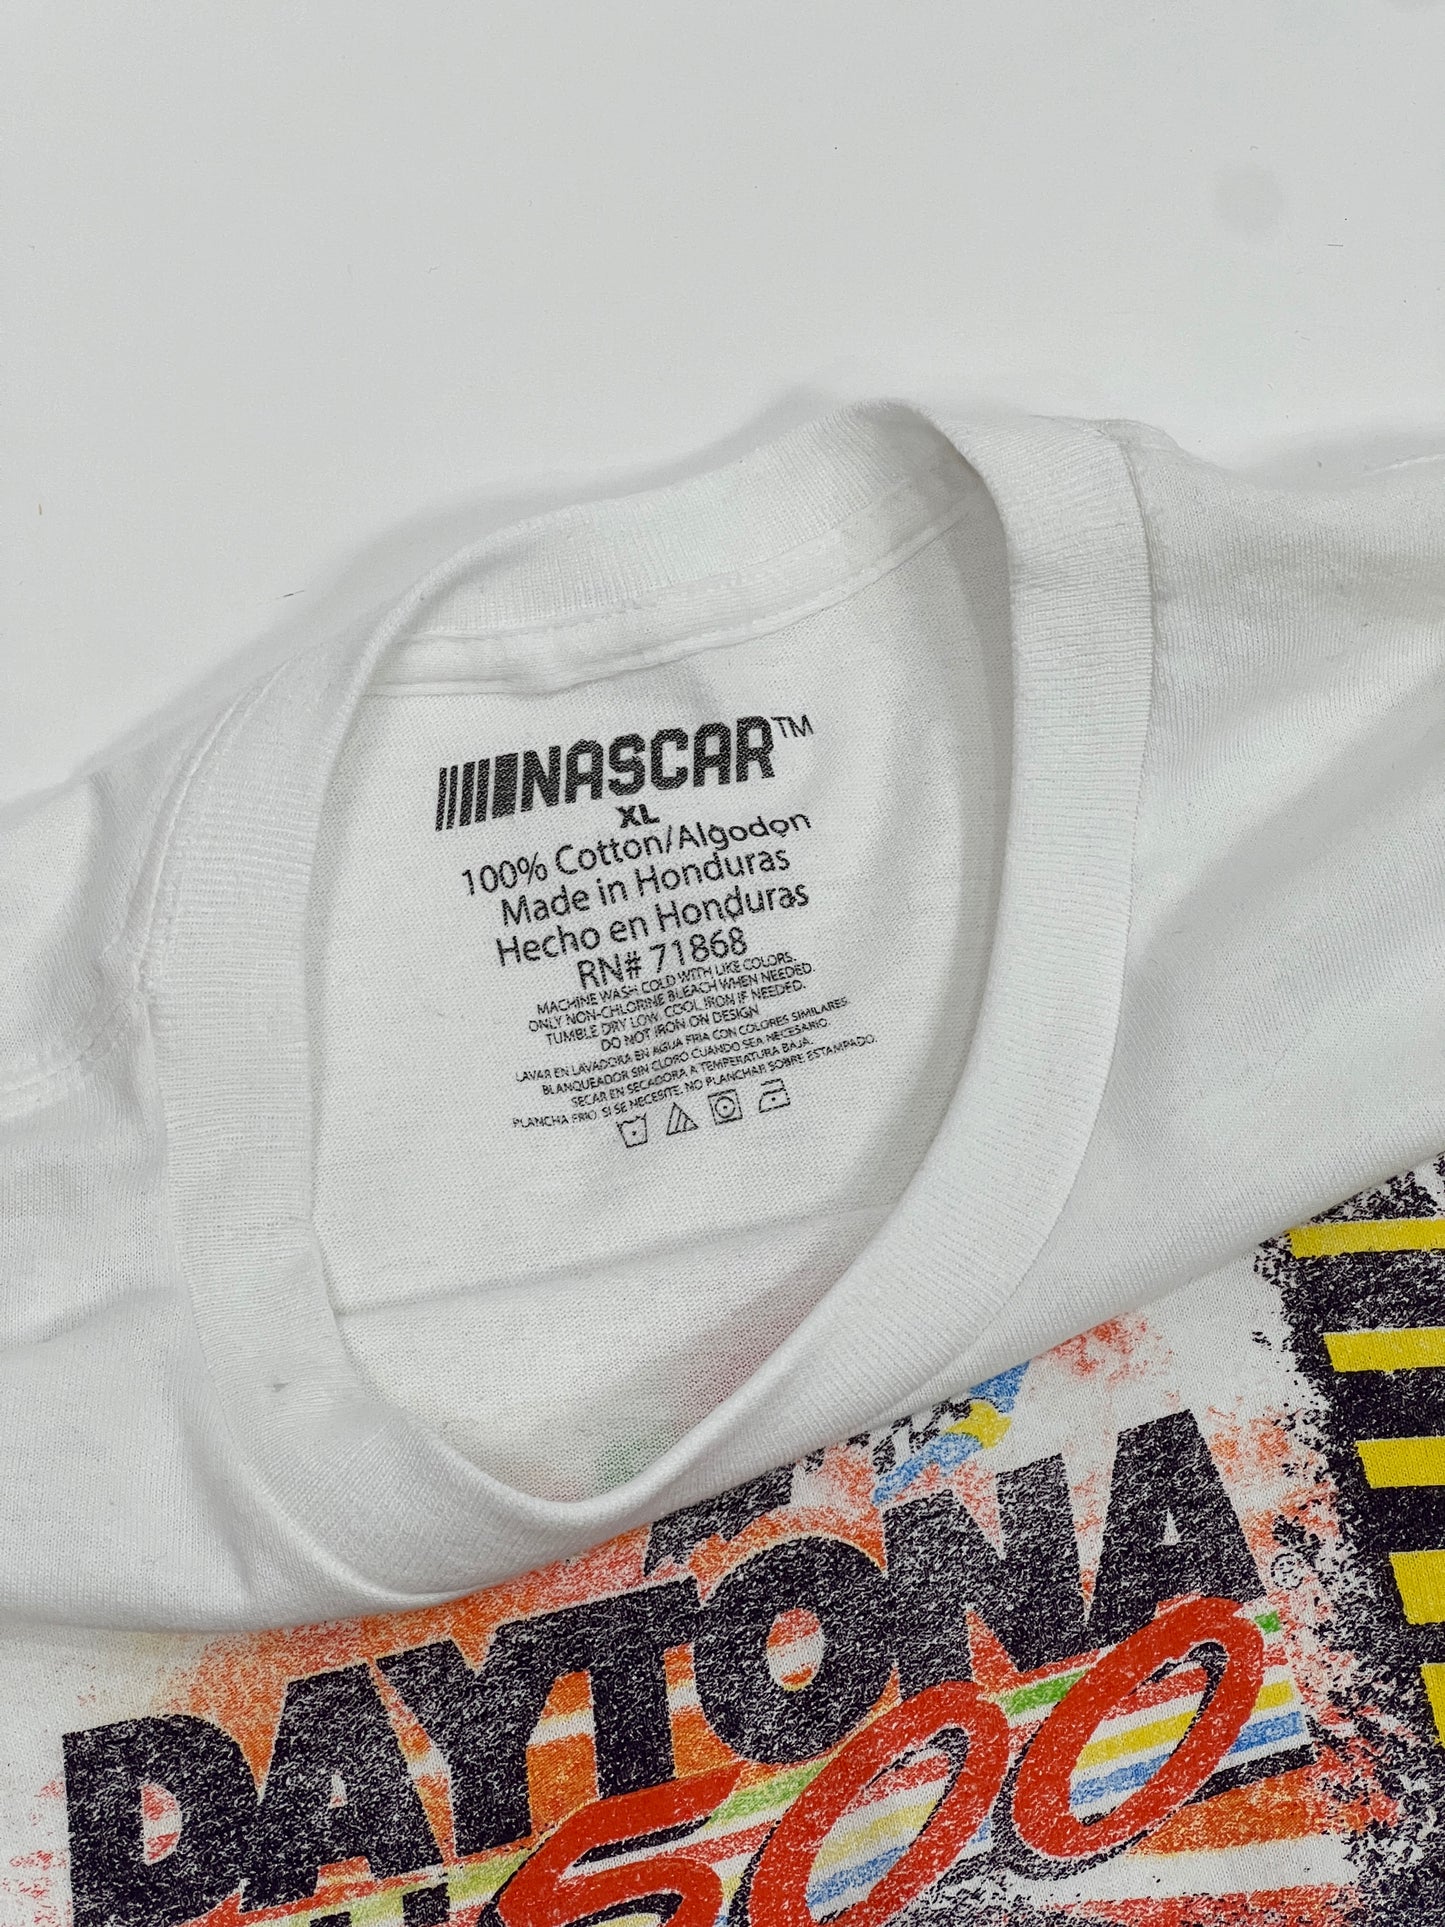 NASCAR™
XL
100% Cotton/Algodon
Made in Honduras
Hecho en Honduras
RN# 71868
MACHINE WASH COLD WITH LIKE COLORS.
ONLY NON-CHLORINE BLEACH WHEN NEEDED.
TUMBLE DRY LOW. COOL IRON IF NEEDED.
DO NOT IRON ON DESIGN
LAVAR EN LAVADORA EN AGUA FRIA CON COLORES SIMILARES.
BLANQUEADOR SIN CLORO CUANDO SEA NECESARIO.
SECAR EN SECADORA A TEMPERATURA BAJA.
PLANCHA FRIO, SI SE NECESITE. NO PLANCHAR SOBRE ESTAMPADO.
DAYTONA
500